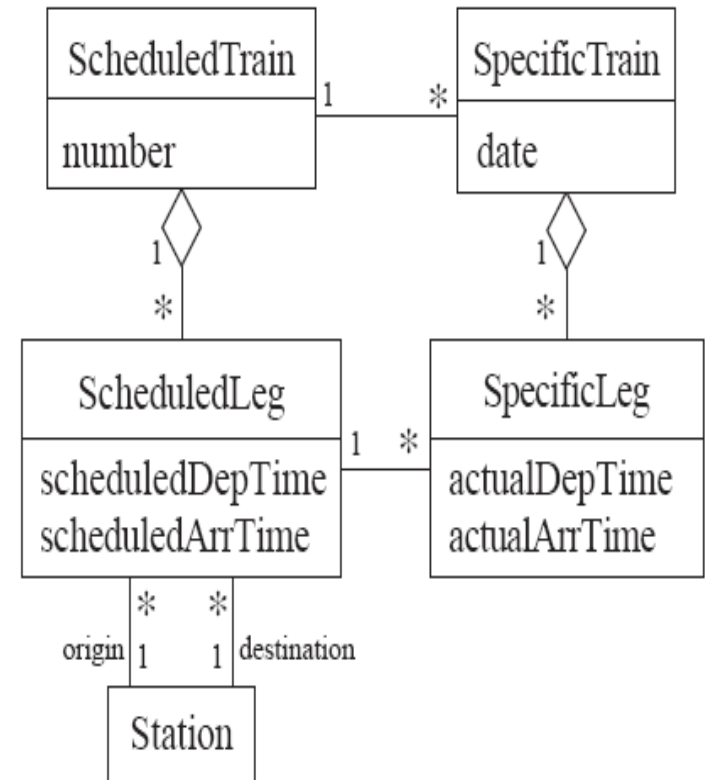 ScheduledTrain
number
1 *
SpecificTrain
date
1
*
1
*
ScheduledLeg
scheduledDepTime
scheduledArrTime
1 *
SpecificLeg
actualDepTime
actualArrTime
* *
origin 1 1 destination
Station